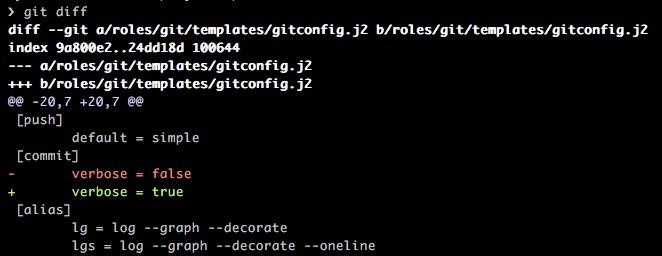 ❯ git diff
diff --git a/roles/git/templates/gitconfig.j2 b/roles/git/templates/gitconfig.j2
index 9a800e2..24dd18d 100644
--- a/roles/git/templates/gitconfig.j2
+++ b/roles/git/templates/gitconfig.j2
@@ -20,7 +20,7 @@
 [push]
        default = simple
 [commit]
-       verbose = false
+       verbose = true
 [alias]
        lg = log --graph --decorate
        lgs = log --graph --decorate --oneline